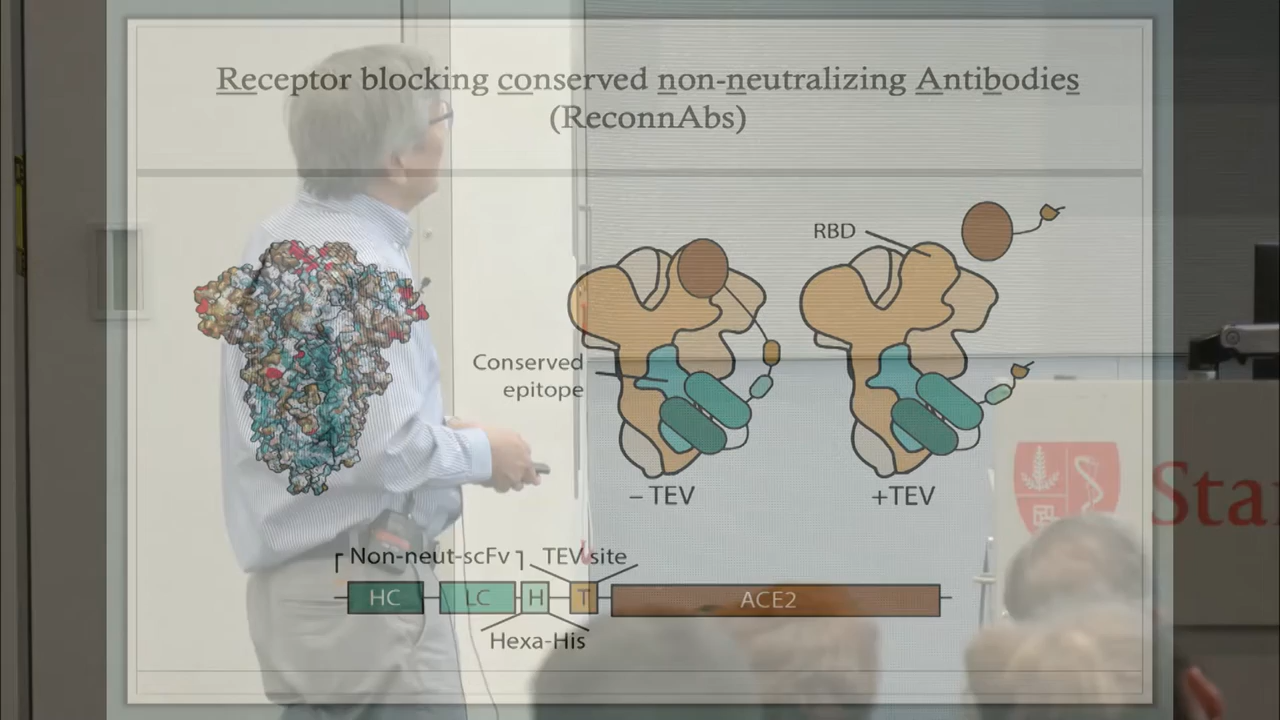 Receptor blocking conserved non-neutralizing Antibodies
(ReconnAbs)
RBD
Conserved
epitope
– TEV
+TEV
Non-neut-scFv
TEV site
HC
LC
H
T
ACE2
Hexa-His